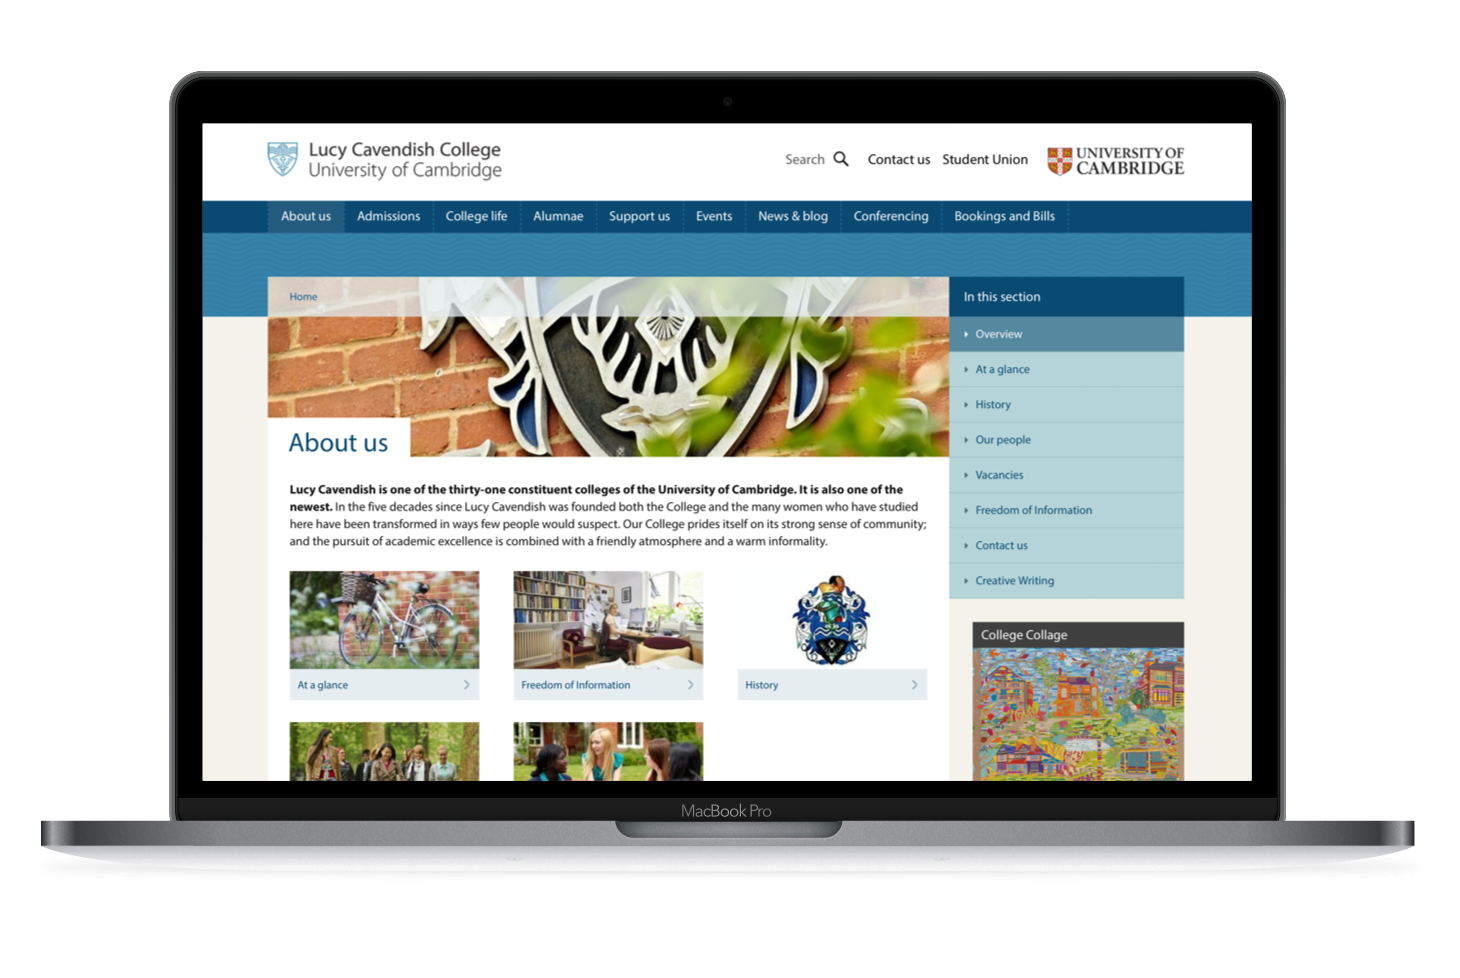 Lucy Cavendish College
University of Cambridge
Search
Contact us
Student Union
UNIVERSITY OF
CAMBRIDGE
About us
Admissions
College life
Alumnae
Support us
Events
News & blog
Conferencing
Bookings and Bills
Home
About us
Lucy Cavendish is one of the thirty-one constituent colleges of the University of Cambridge. It is also one of the
newest. In the five decades since Lucy Cavendish was founded both the College and the many women who have studied
here have been transformed in ways few people would suspect. Our College prides itself on its strong sense of community;
and the pursuit of academic excellence is combined with a friendly atmosphere and a warm informality.
At a glance
Freedom of Information
History
In this section
Overview
At a glance
History
Our people
Vacancies
Freedom of Information
Contact us
Creative Writing
College Collage
MacBook Pro